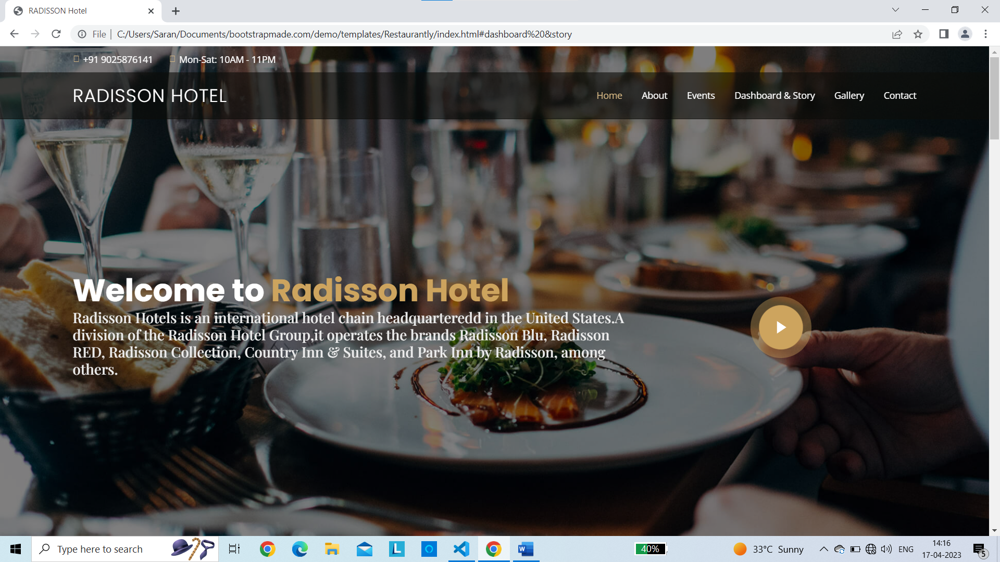 RADISSON Hotel
File
C:/Users/Saran/Documents/bootstrapmade.com/demo/templates/Restaurantly/index.html#dashboard%20&story
+91 9025876141 Mon-Sat: 10AM - 11PM
RADISSON HOTEL
Home About Events Dashboard & Story Gallery Contact
Welcome to Radisson Hotel
Radisson Hotels is an international hotel chain headquarteredd in the United States.A
division of the Radisson Hotel Group,it operates the brands Radisson Blu, Radisson
RED, Radisson Collection, Country Inn & Suites, and Park Inn by Radisson, among
others.
Type here to search
L
W
40%
33°C Sunny
ENG
14:16
17-04-2023
5